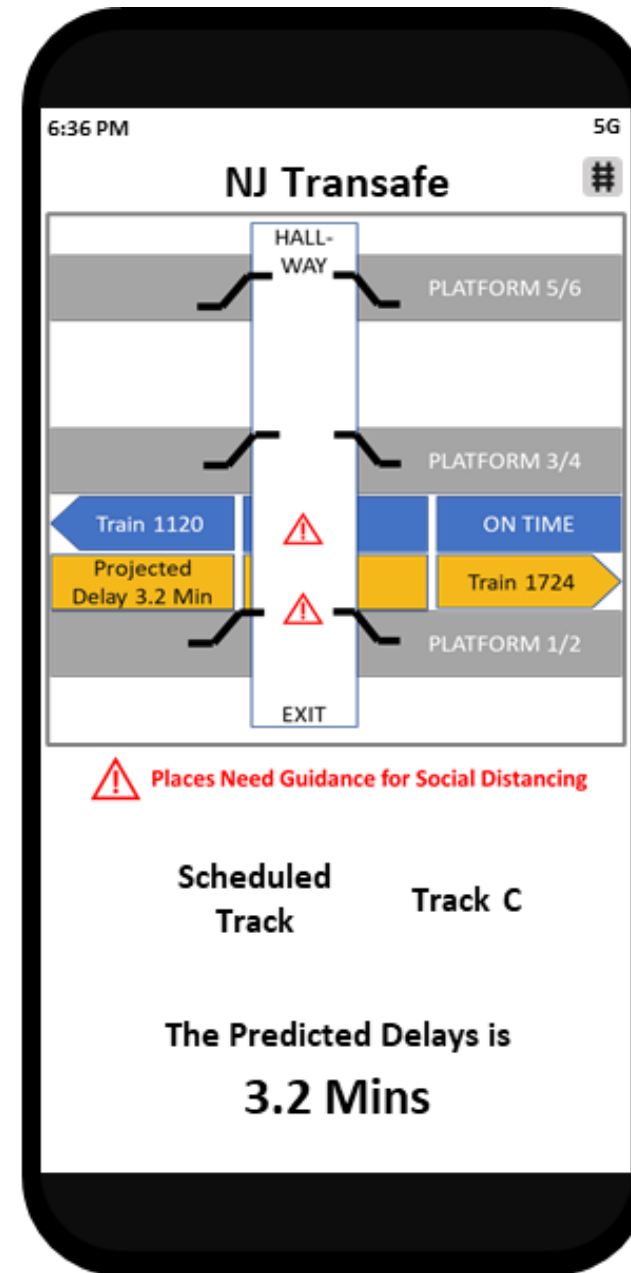 6:36 PM 5G
NJ Transafe
HALL-
WAY
PLATFORM 5/6
PLATFORM 3/4
Train 1120 ON TIME
Projected
Delay 3.2 Min
Train 1724
PLATFORM 1/2
EXIT
Places Need Guidance for Social Distancing
Scheduled
Track
Track C
The Predicted Delays is
3.2 Mins